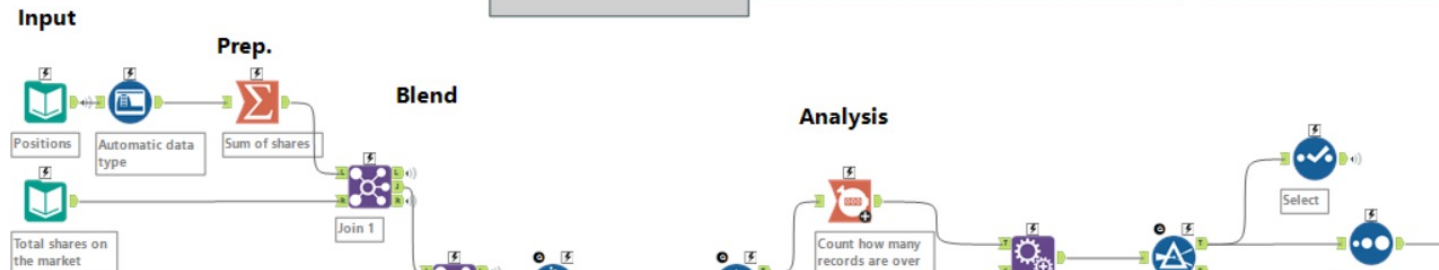 Input
Prep.
Blend
Analysis
Positions
Automatic data
type
Sum of shares
Total shares on
the market
Join 1
Count how many
records are over
Select
L
R
L
J
R
T
T